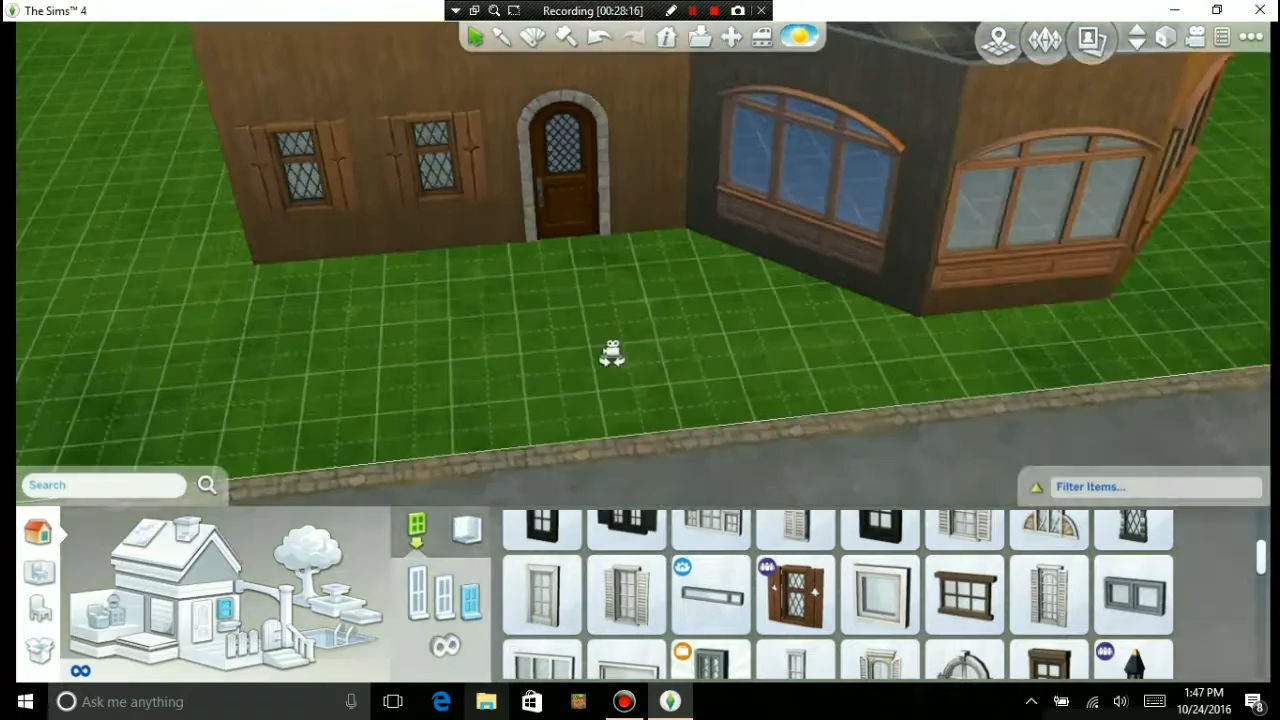 The Sims™ 4
Recording [00:28:16]
Search
Filter Items...
Ask me anything
1:47 PM
10/24/2016
8